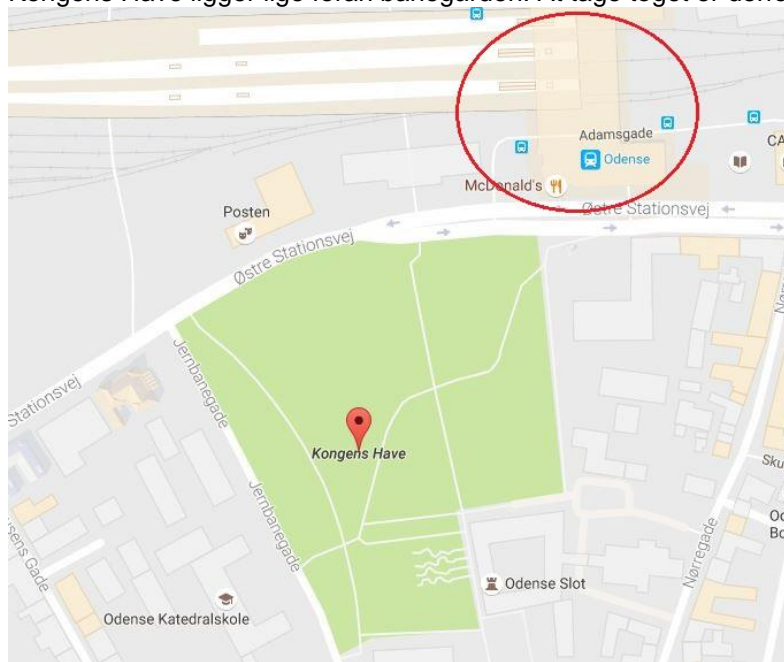 Kongens Have ligger lige foran banegården. At tage toget er
Adamsgade
Odense
McDonald's
Østre Stationsvej
Posten
Østre Stationsvej
Jernbanegade
Stationsvej
Kongens Have
Jernbanegade
Nørregade
Odense Slot
Odense Katedralskole